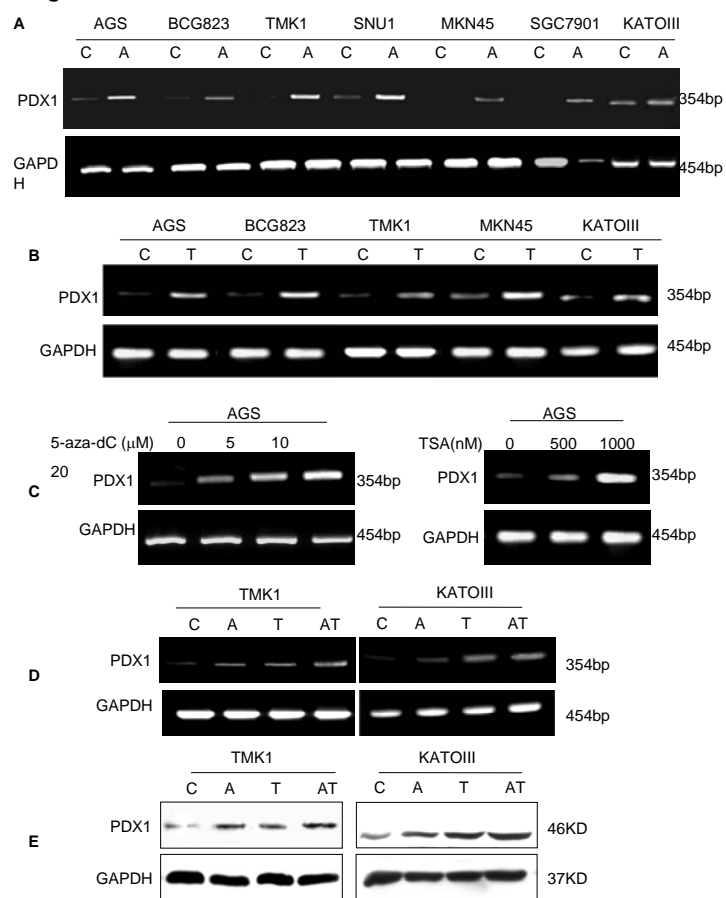 A
AGS BCG823 TMK1 SNU1 MKN45 SGC7901 KATOIII
C A C A C A C A C A C A C A
PDX1 354bp
GAPD
H 454bp
AGS BCG823 TMK1 MKN45 KATOIII
B C T C T C T C T C T
PDX1 354bp
GAPDH 454bp
AGS AGS
5-aza-dC (μM) 0 5 10 TSA(nM) 0 500 1000
20
C PDX1 354bp PDX1 354bp
GAPDH 454bp GAPDH 454bp
TMK1 KATOIII
C A T AT C A T AT
PDX1 354bp
D
GAPDH 454bp
TMK1 KATOIII
C A T AT C A T AT
PDX1 46KD
E
GAPDH 37KD